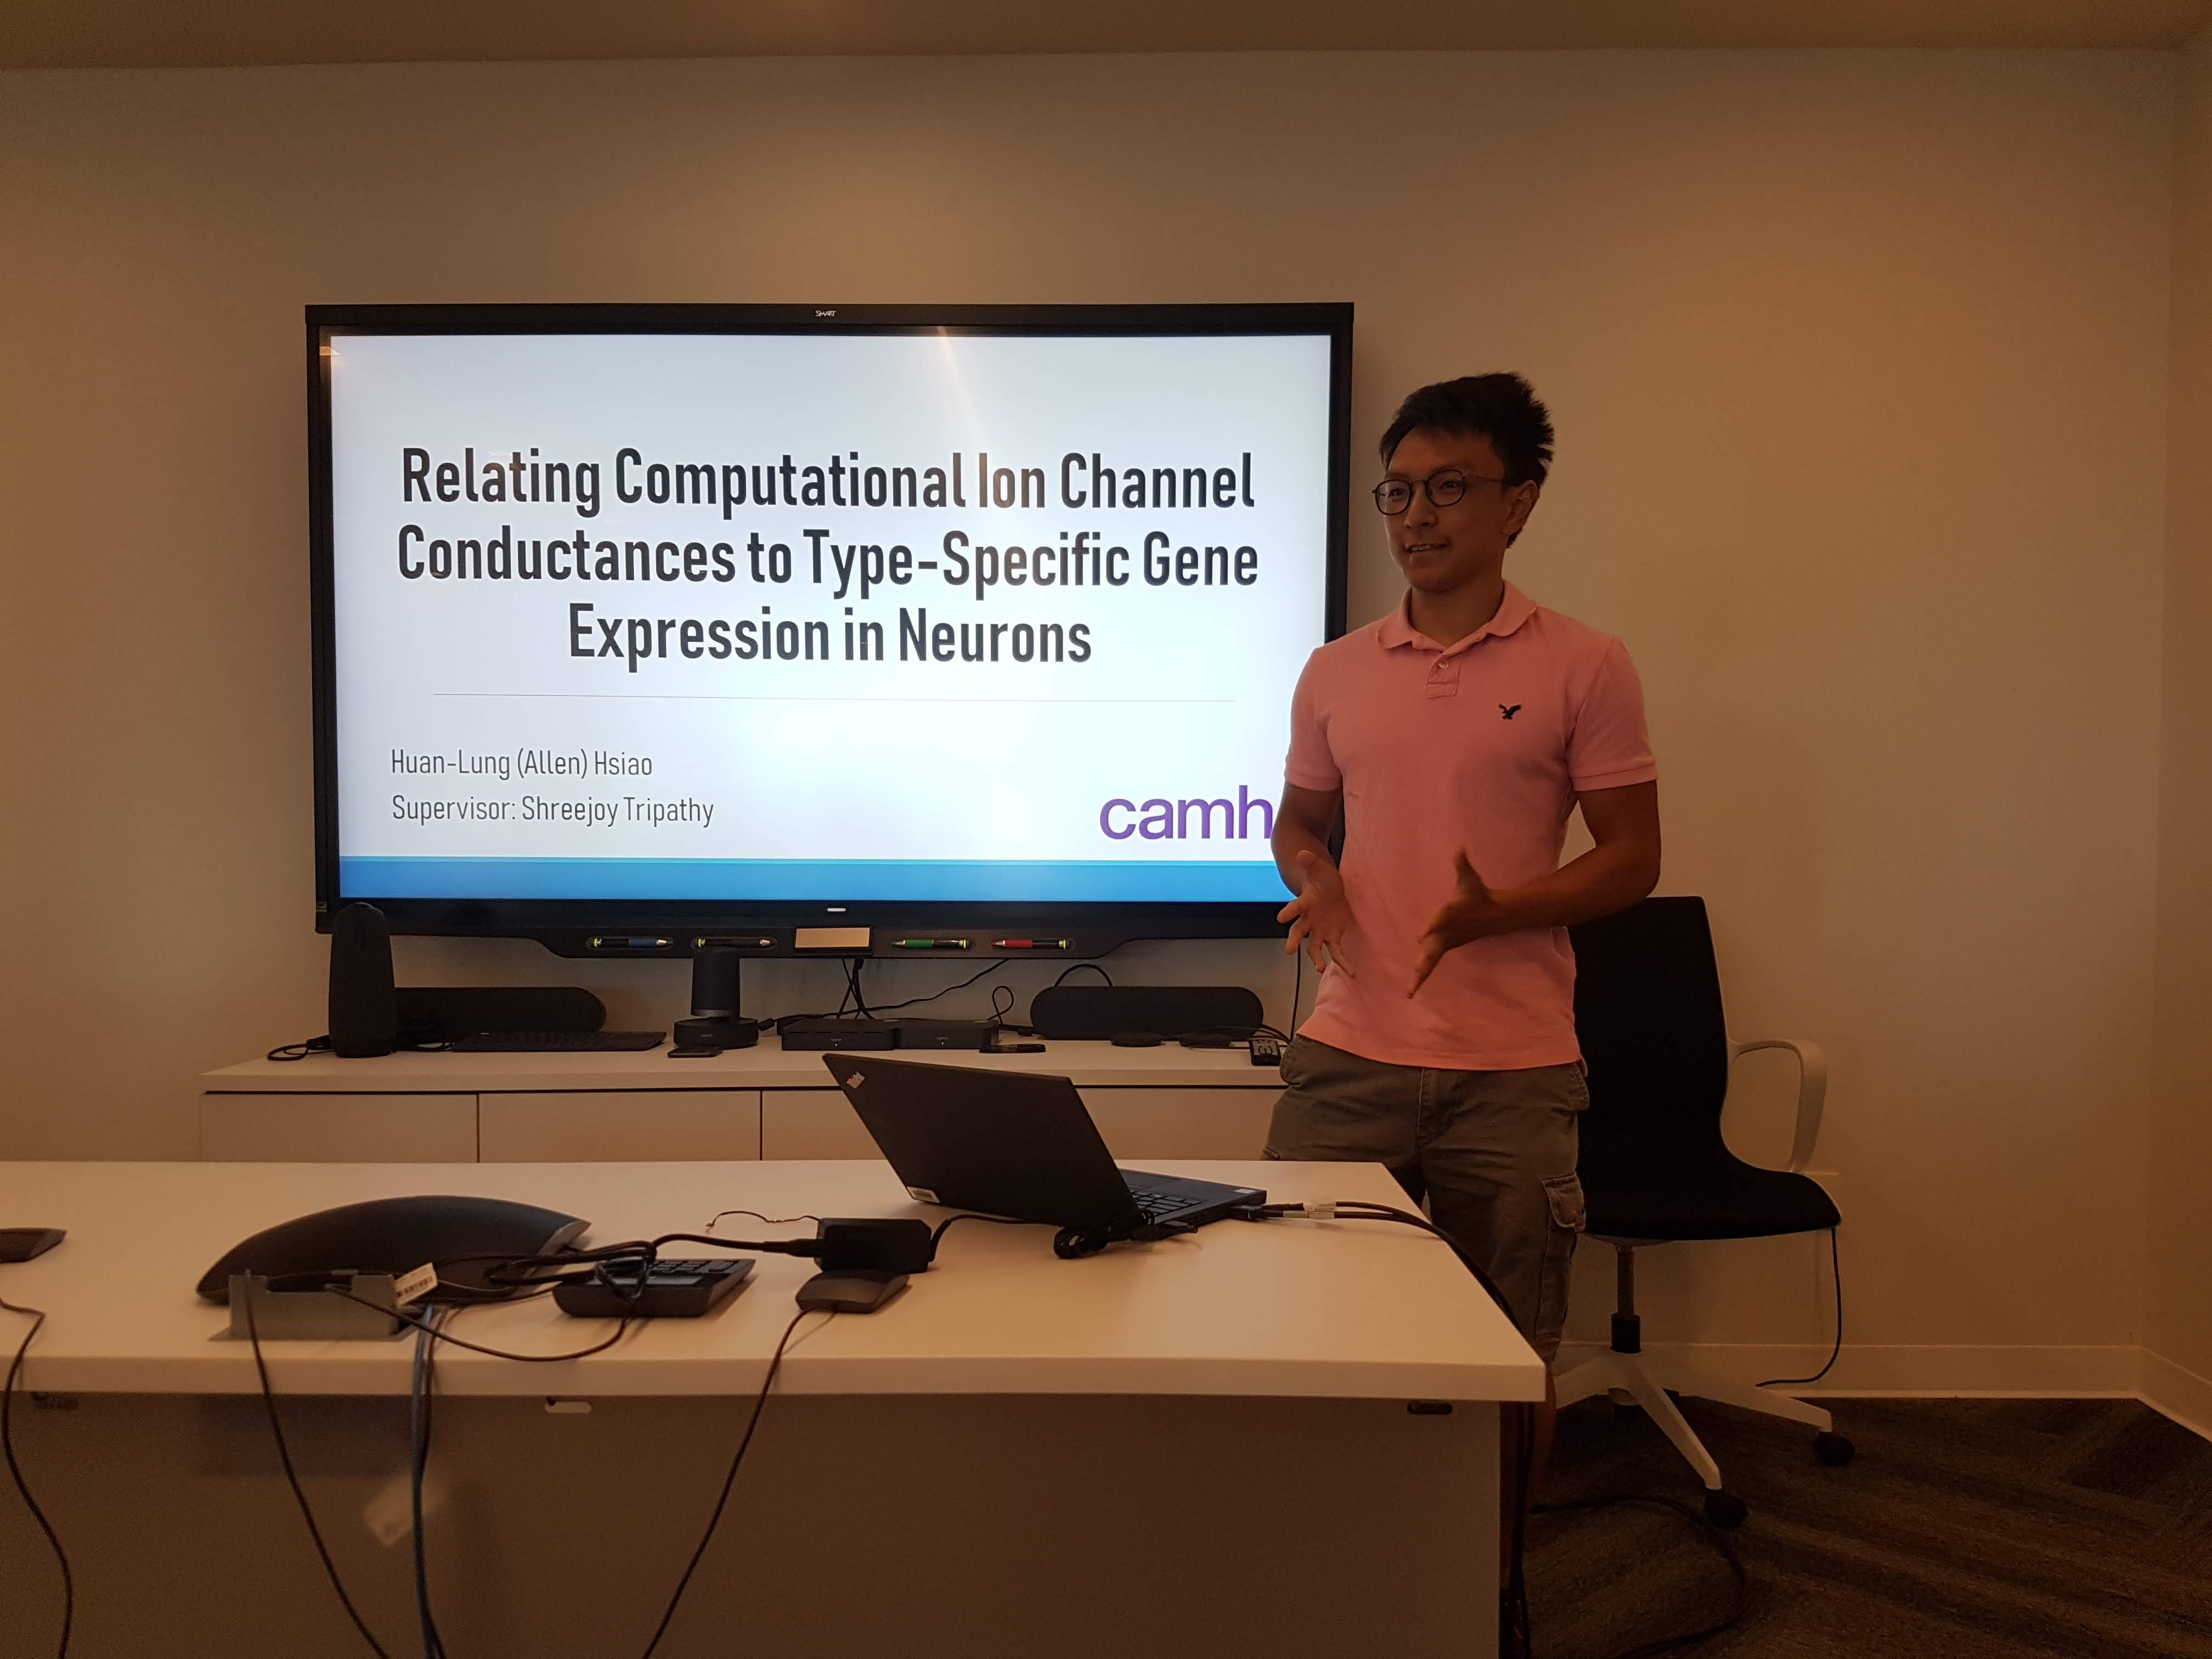 SMART
Relating Computational Ion Channel
Conductances to Type-Specific Gene
Expression in Neurons
Huan-Lung (Allen) Hsiao
Supervisor: Shreejoy Tripathy
camh